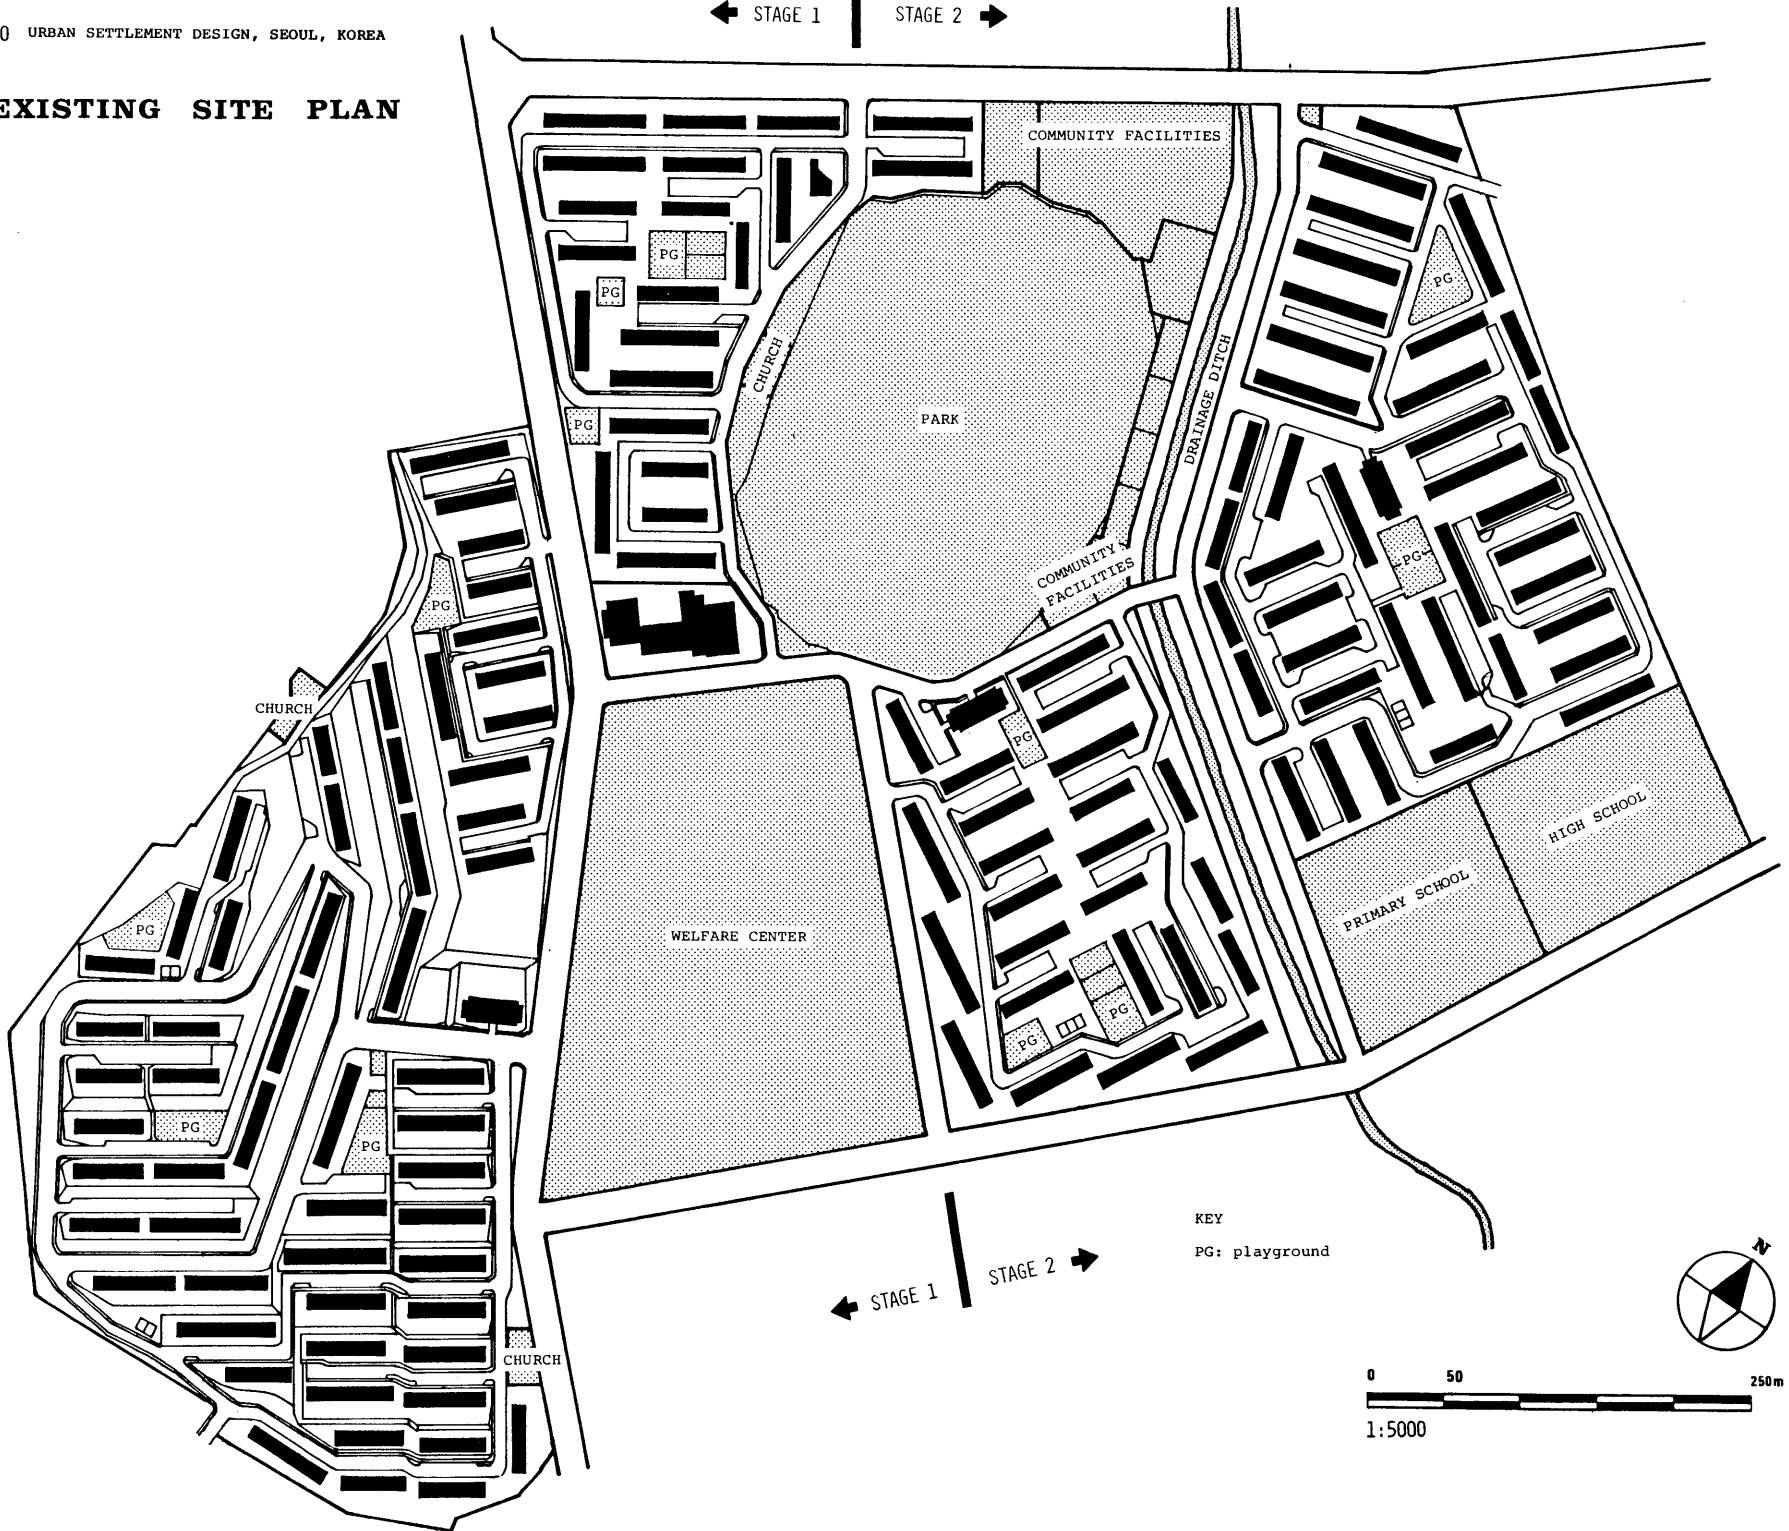 0 URBAN SETTLEMENT DESIGN, SEOUL, KOREA
EXISTING SITE PLAN
STAGE 1
STAGE 2
COMMUNITY FACILITIES
PG
PG
PG
PG
CHURCH
PARK
DRAINAGE DITCH
COMMUNITY
FACILITIES
PG
PG
CHURCH
PG
PG
WELFARE CENTER
HIGH SCHOOL
PRIMARY SCHOOL
PG
PG
PG
PG
CHURCH
STAGE 1
STAGE 2
KEY
PG: playground
N
0 50 250m
1:5000